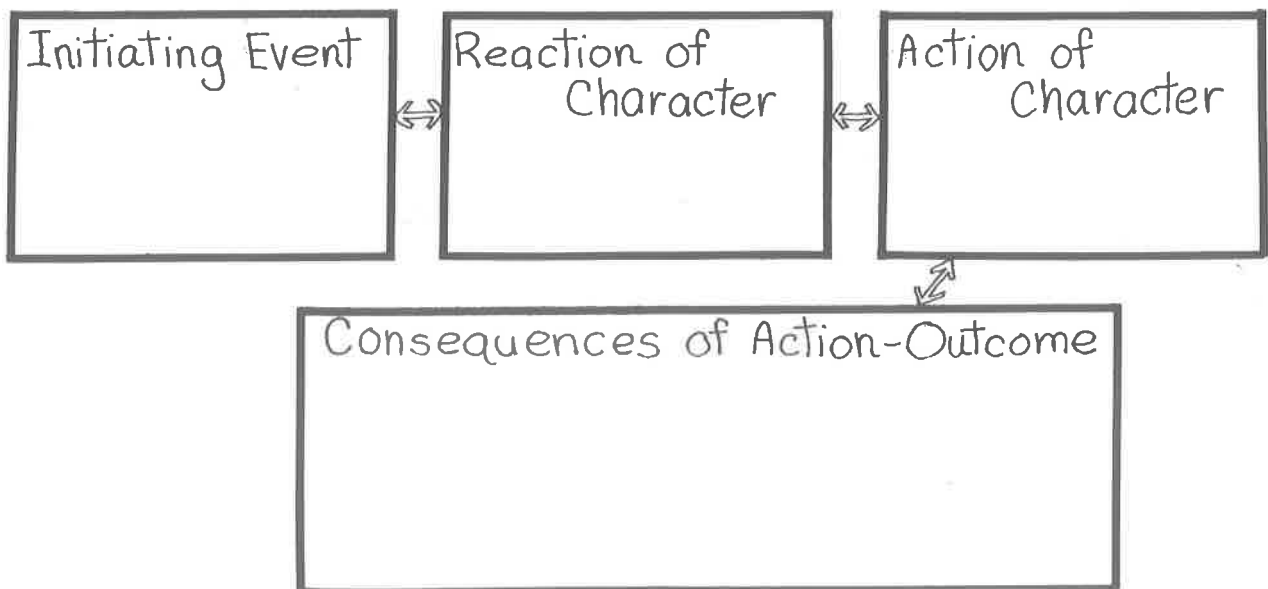 Initiating Event
Reaction of
Character
Action of
Character
Consequences of Action-Outcome